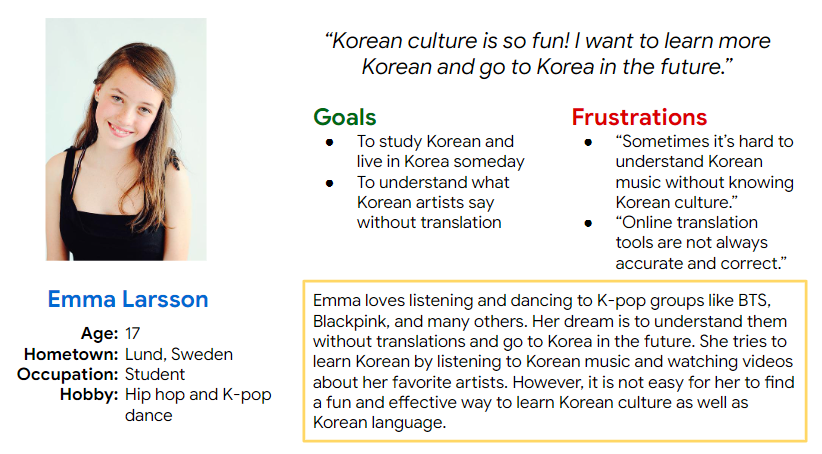 “Korean culture is so fun! I want to learn more
Korean and go to Korea in the future.”
Goals
● To study Korean and
live in Korea someday
● To understand what
Korean artists say
without translation
Frustrations
● “Sometimes it’s hard to
understand Korean
music without knowing
Korean culture.”
● “Online translation
tools are not always
accurate and correct.”
Emma Larsson
Age: 17
Hometown: Lund, Sweden
Occupation: Student
Hobby: Hip hop and K-pop
dance
Emma loves listening and dancing to K-pop groups like BTS,
Blackpink, and many others. Her dream is to understand them
without translations and go to Korea in the future. She tries to
learn Korean by listening to Korean music and watching videos
about her favorite artists. However, it is not easy for her to find
a fun and effective way to learn Korean culture as well as
Korean language.